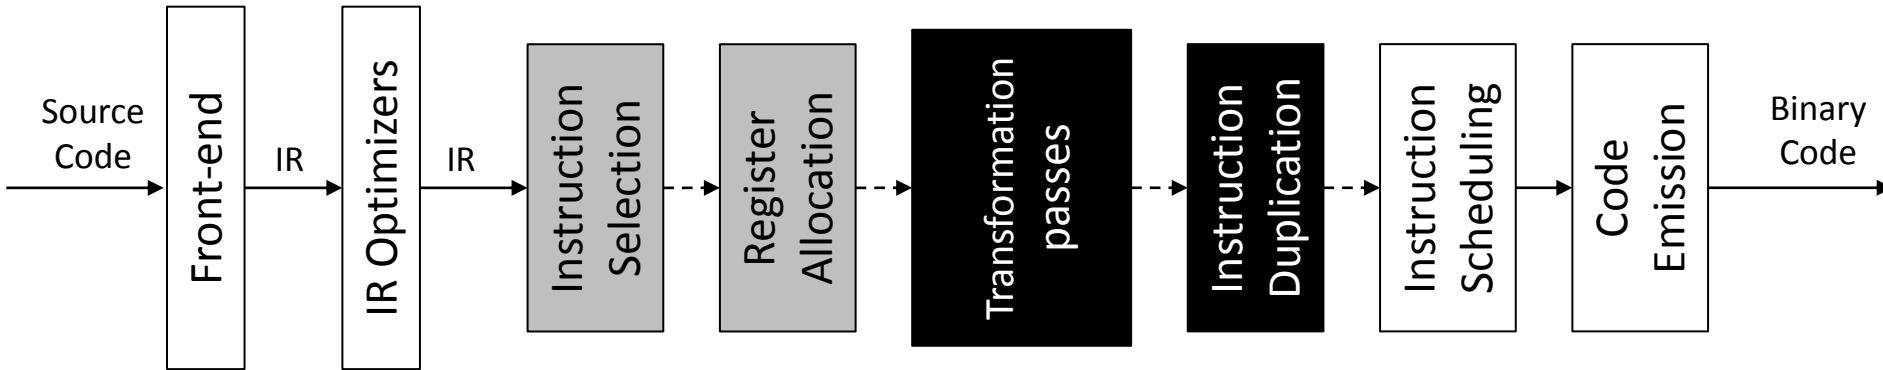 Source
Code
Front-end
IR
IR Optimizers
IR
Instruction
Selection
Register
Allocation
Transformation
passes
Instruction
Duplication
Instruction
Scheduling
Code
Emission
Binary
Code